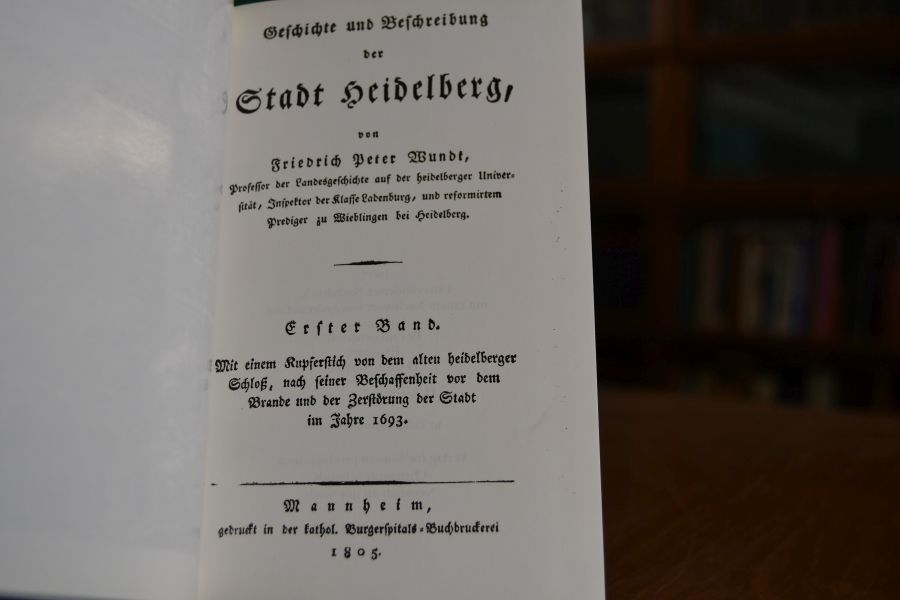 Geschichte und Beschreibung
der
Stadt Heidelberg,
von
Friedrich Peter Wundt,
Professor der Landesgeschichte auf der heidelberger Univer-
sität, Inspektor der Klasse Ladenburg, und reformirtem
Prediger zu Wieblingen bei Heidelberg.
Erster Band.
Mit einem Kupferstich von dem alten heidelberger
Schloß, nach seiner Beschaffenheit vor dem
Brande und der Zerstörung der Stadt
im Jahre 1693.
Mannheim,
gedruckt in der kathol. Burgerspitals-Buchdruckerei
1805.